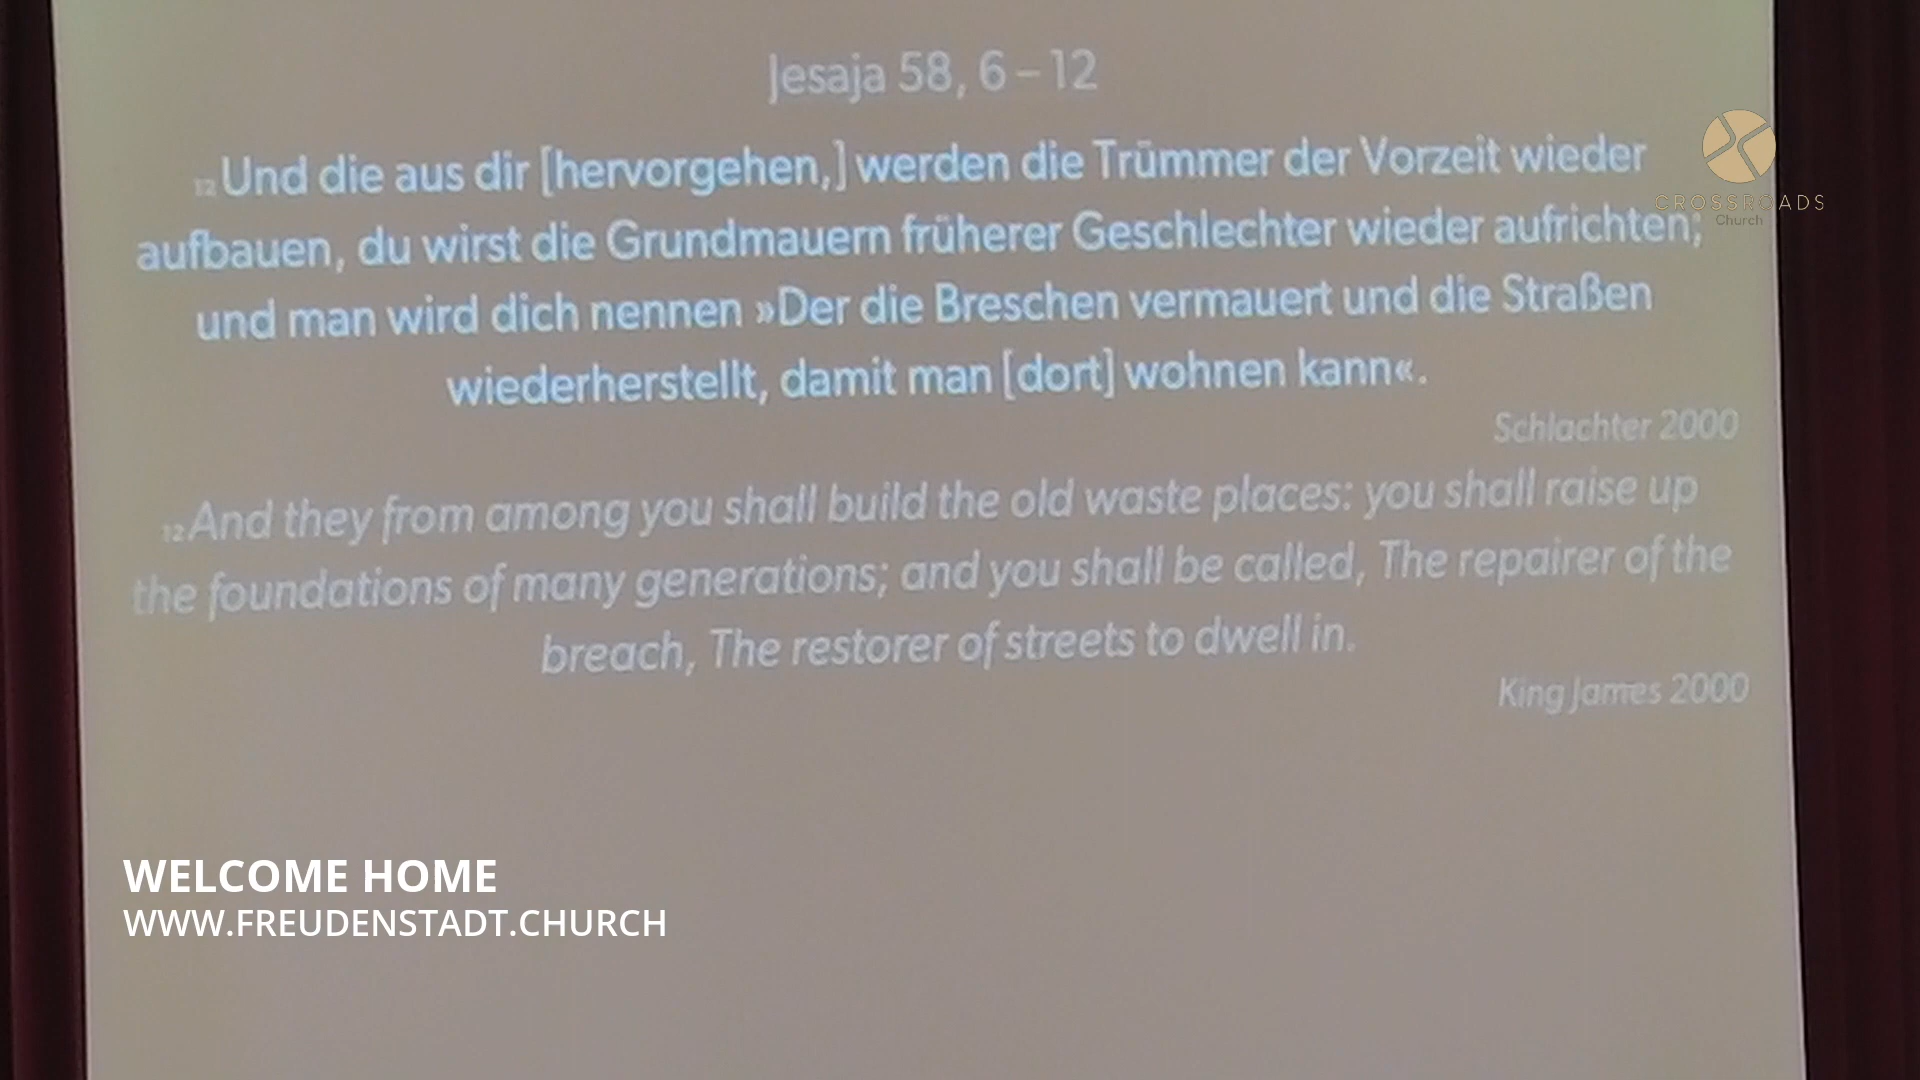 Jesaja 58, 6 – 12
12 Und die aus dir [hervorgehen,] werden die Trümmer der Vorzeit wieder
aufbauen, du wirst die Grundmauern früherer Geschlechter wieder aufrichten;
und man wird dich nennen »Der die Breschen vermauert und die Straßen
wiederherstellt, damit man [dort] wohnen kann«.
Schlachter 2000
12 And they from among you shall build the old waste places: you shall raise up
the foundations of many generations; and you shall be called, The repairer of the
breach, The restorer of streets to dwell in.
King James 2000
CROSSROADS
Church
WELCOME HOME
WWW.FREUDENSTADT.CHURCH